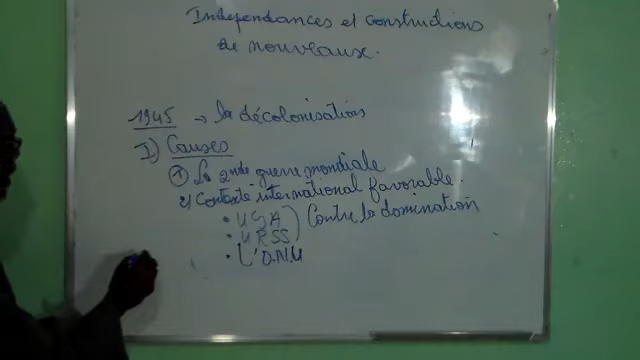 Independances et constructions
de nouveaux.
1945 → la décolonisation
I) Causes
1) La 2nde guerre mondiale
2) Contexte international favorable.
• USA ) Contre la domination
• URSS
• L'O.N.U